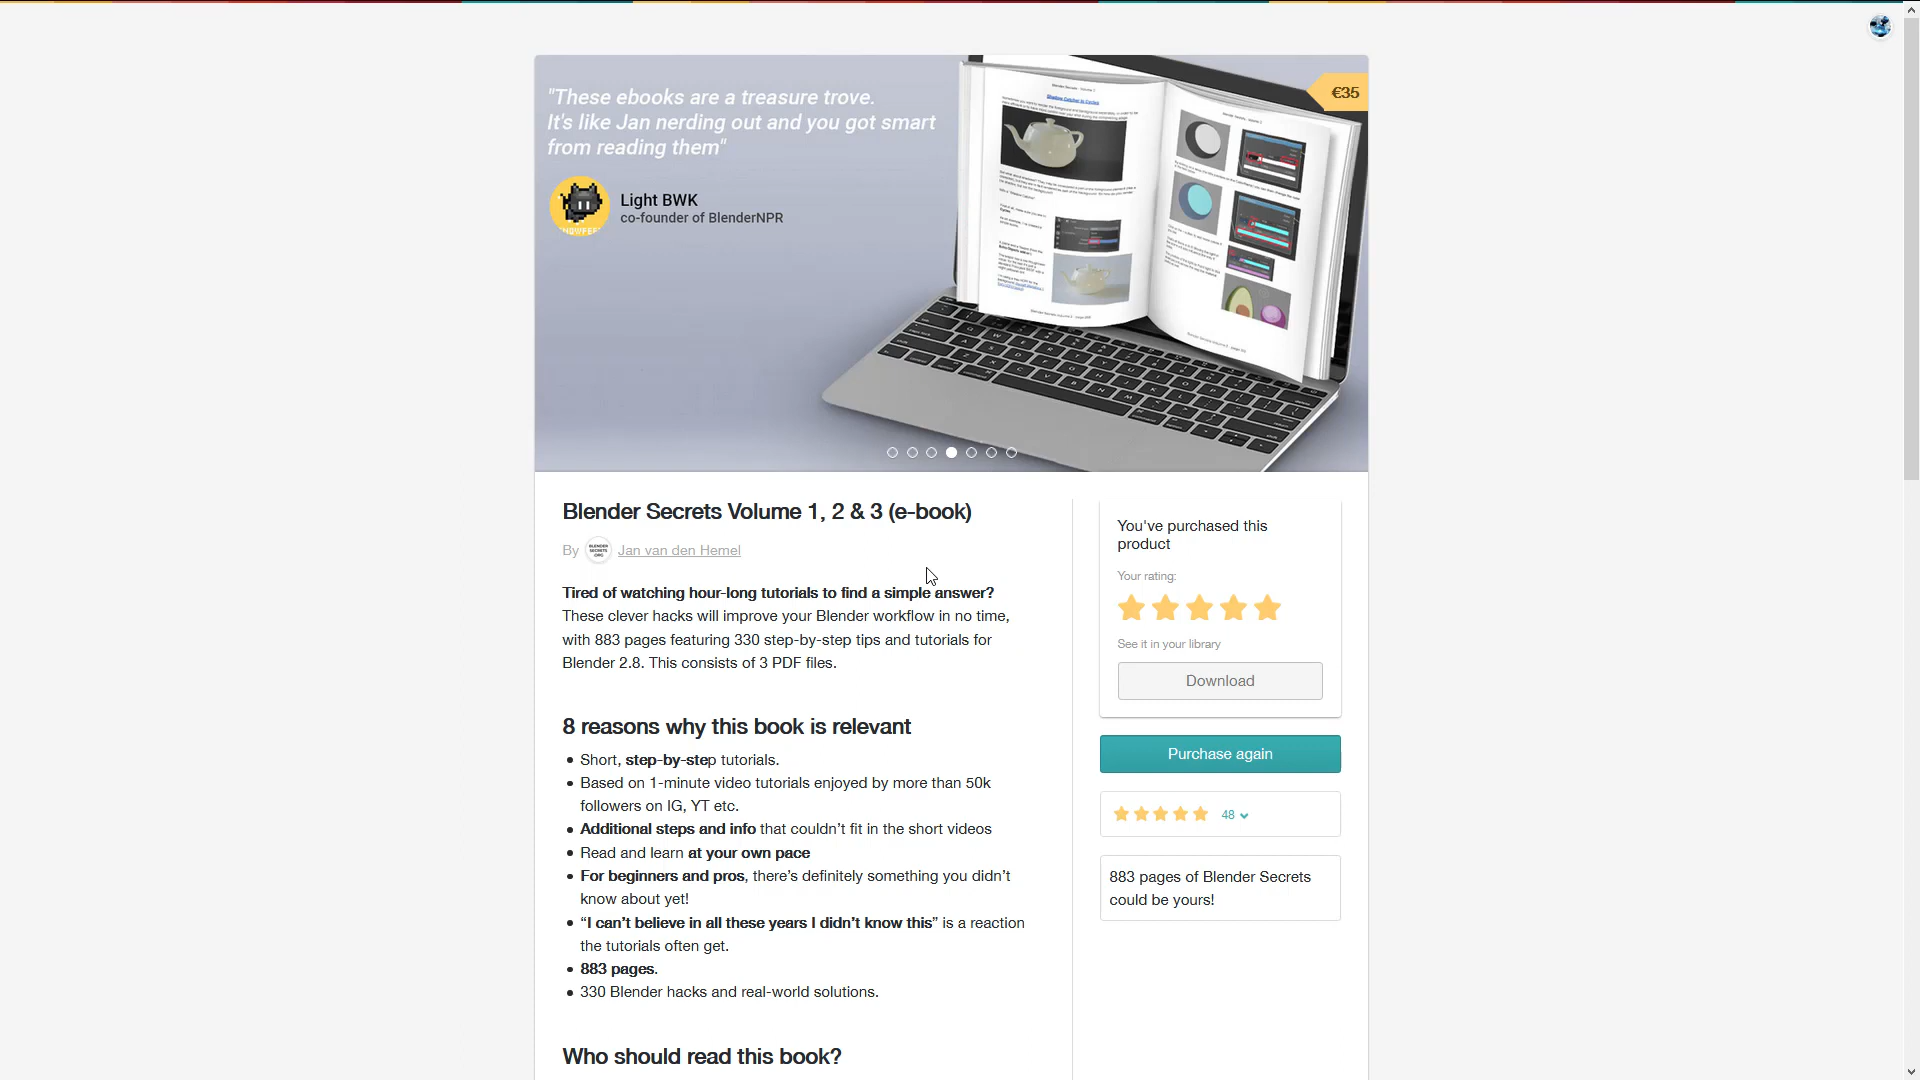 "These ebooks are a treasure trove.
It's like Jan nerding out and you got smart
from reading them"
Light BWK
co-founder of BlenderNPR
€35
Blender Secrets Volume 1, 2 & 3 (e-book)
By
BLENDER
SECRETS
.ORG
Jan van den Hemel
Tired of watching hour-long tutorials to find a simple answer?
These clever hacks will improve your Blender workflow in no time,
with 883 pages featuring 330 step-by-step tips and tutorials for
Blender 2.8. This consists of 3 PDF files.
8 reasons why this book is relevant
• Short, step-by-step tutorials.
• Based on 1-minute video tutorials enjoyed by more than 50k
followers on IG, YT etc.
• Additional steps and info that couldn’t fit in the short videos
• Read and learn at your own pace
• For beginners and pros, there’s definitely something you didn’t
know about yet!
• “I can’t believe in all these years I didn’t know this” is a reaction
the tutorials often get.
• 883 pages.
• 330 Blender hacks and real-world solutions.
Who should read this book?
You've purchased this
product
Your rating:
See it in your library
Download
Purchase again
48
883 pages of Blender Secrets
could be yours!